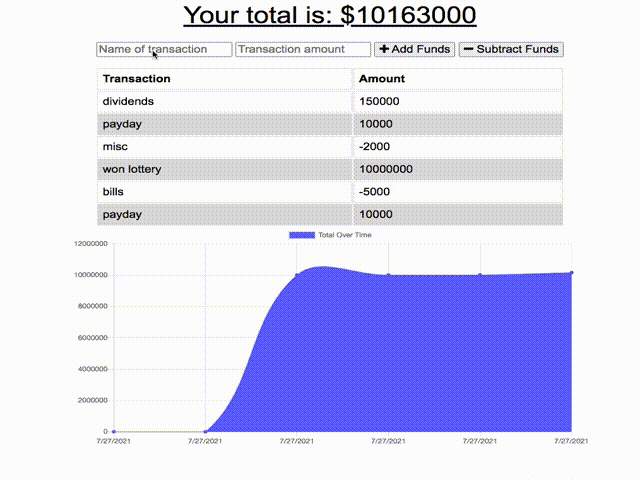 Your total is: $10163000
Name of transaction Transaction amount + Add Funds − Subtract Funds
Transaction Amount
dividends 150000
payday 10000
misc -2000
won lottery 10000000
bills -5000
payday 10000
Total Over Time
12000000
10000000
8000000
6000000
4000000
2000000
0
7/27/2021 7/27/2021 7/27/2021 7/27/2021 7/27/2021 7/27/2021